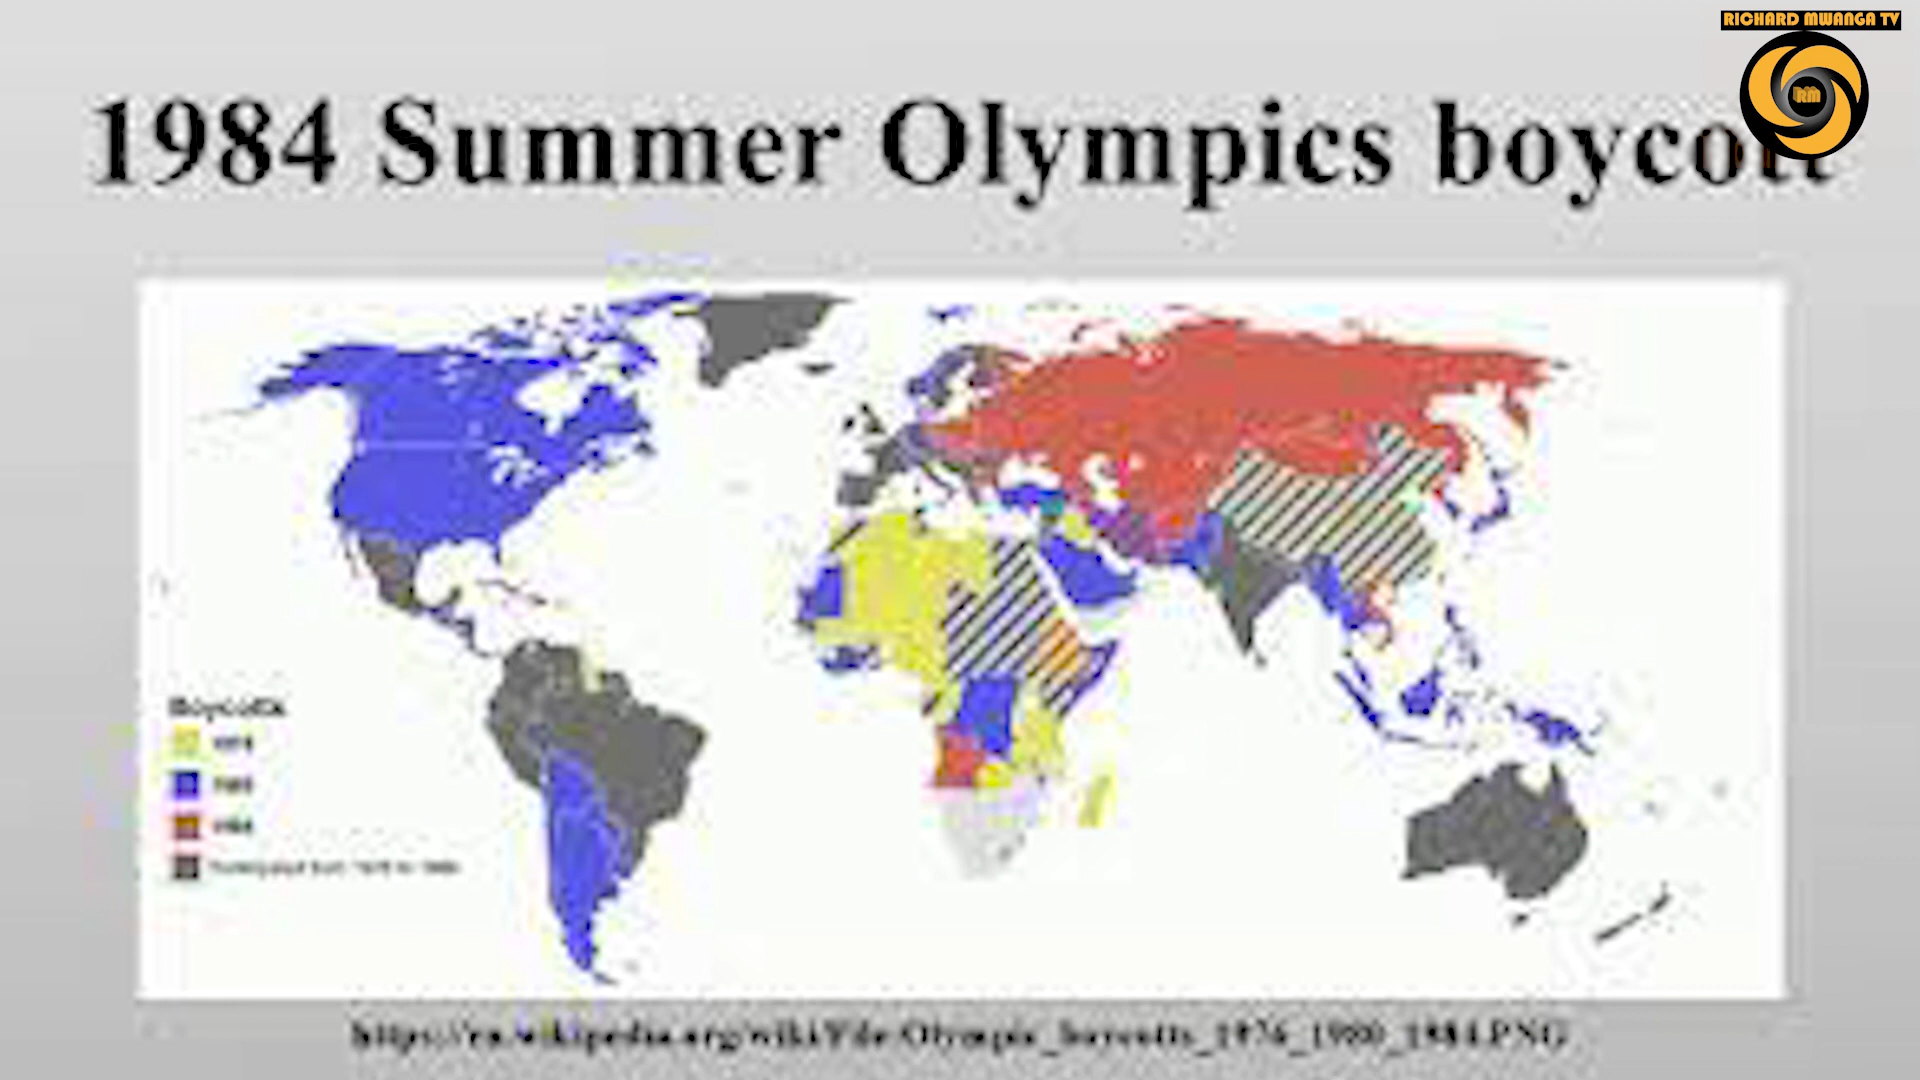 RICHARD MWANGA TV
RM
1984 Summer Olympics boycott
Boycotts
1976
1980
1984
https://en.wikipedia.org/wiki/File:Olympic_boycotts_1976_1980_1984.PNG